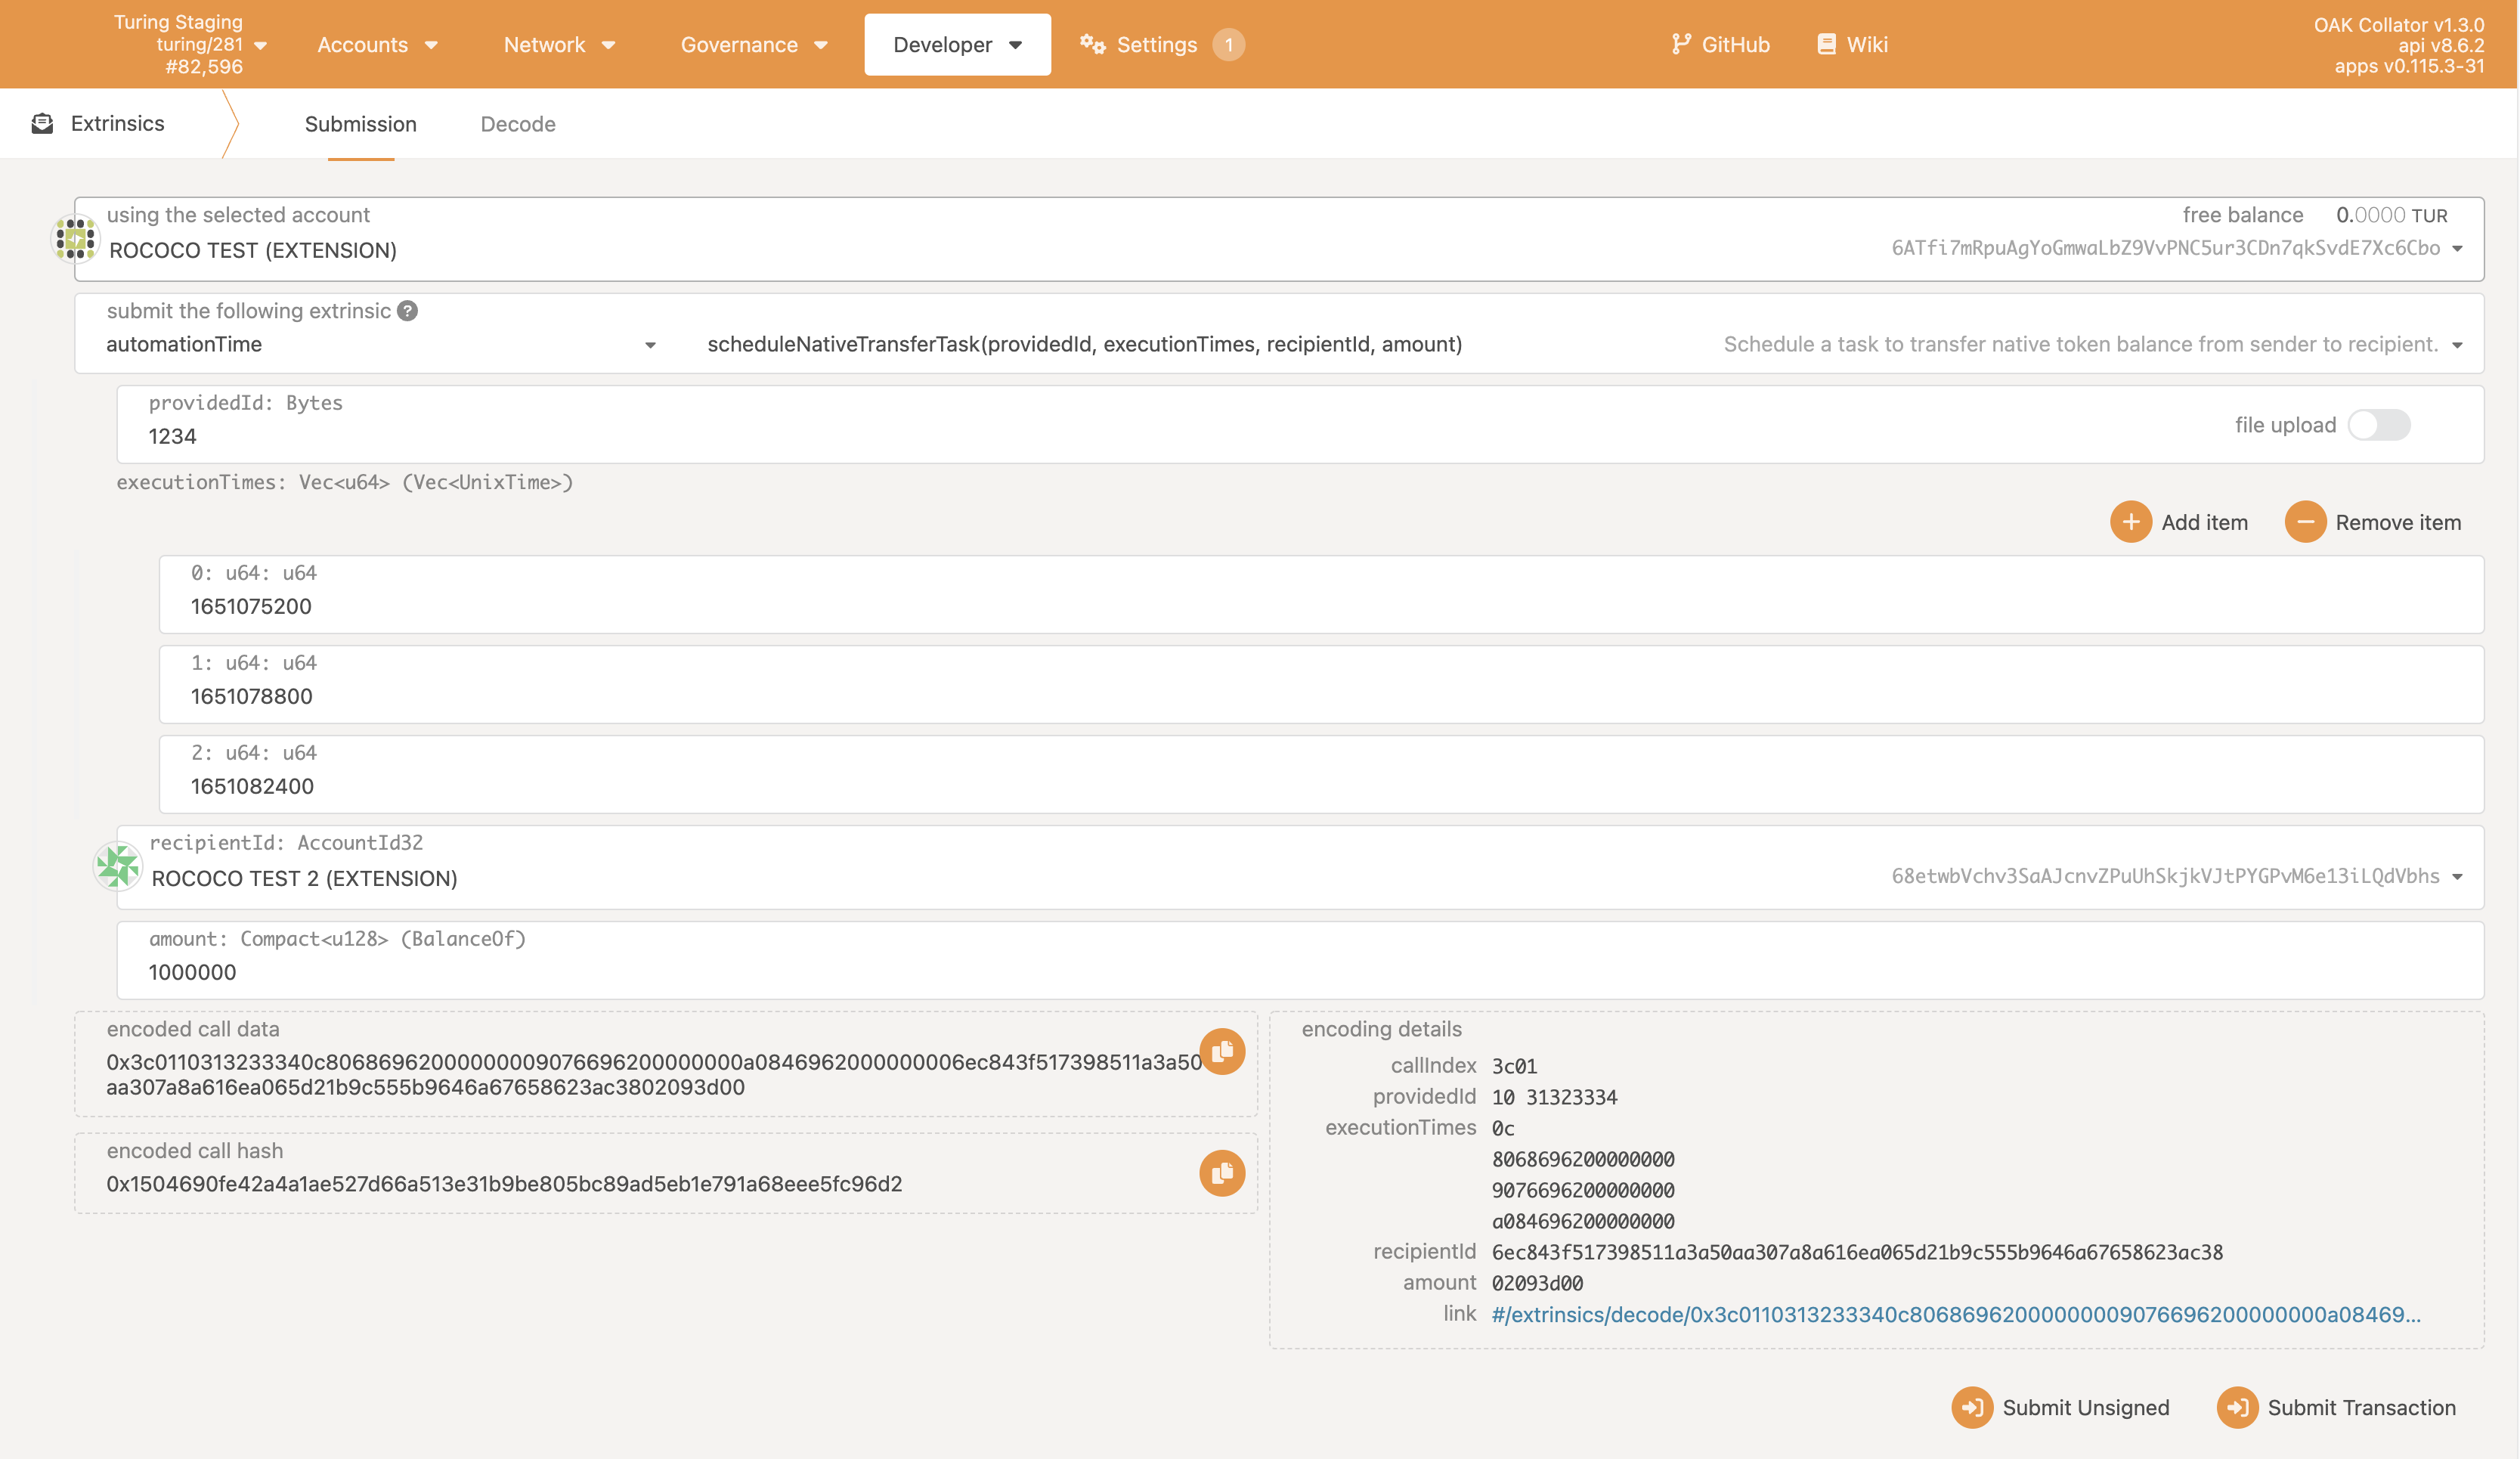 Turing Staging
turing/281
#82,596
Accounts
Network
Governance
Developer
Settings
1
GitHub
Wiki
OAK Collator v1.3.0
api v8.6.2
apps v0.115.3-31
Extrinsics
Submission
Decode
using the selected account
ROCOCO TEST (EXTENSION)
free balance 0.0000 TUR
6ATfi7mRpuAgYoGmwaLbZ9VvPNC5ur3CDn7qkSvdE7Xc6Cbo
submit the following extrinsic ?
automationTime
scheduleNativeTransferTask(providedId, executionTimes, recipientId, amount)
Schedule a task to transfer native token balance from sender to recipient.
providedId: Bytes
1234
file upload
executionTimes: Vec<u64> (Vec<UnixTime>)
Add item
Remove item
0: u64: u64
1651075200
1: u64: u64
1651078800
2: u64: u64
1651082400
recipientId: AccountId32
ROCOCO TEST 2 (EXTENSION)
68etwbVchv3SaAJcnvZPuUhSkjkVJtPYGPvM6e13iLQdVbhs
amount: Compact<u128> (BalanceOf)
1000000
encoded call data
0x3c0110313233340c80686962000000009076696200000000a0846962000000006ec843f517398511a3a50
aa307a8a616ea065d21b9c555b9646a67658623ac3802093d00
encoded call hash
0x1504690fe42a4a1ae527d66a513e31b9be805bc89ad5eb1e791a68eee5fc96d2
encoding details
callIndex 3c01
providedId 10 31323334
executionTimes 0c
8068696200000000
9076696200000000
a084696200000000
recipientId 6ec843f517398511a3a50aa307a8a616ea065d21b9c555b9646a67658623ac38
amount 02093d00
link #/extrinsics/decode/0x3c0110313233340c80686962000000009076696200000000a08469...
Submit Unsigned
Submit Transaction